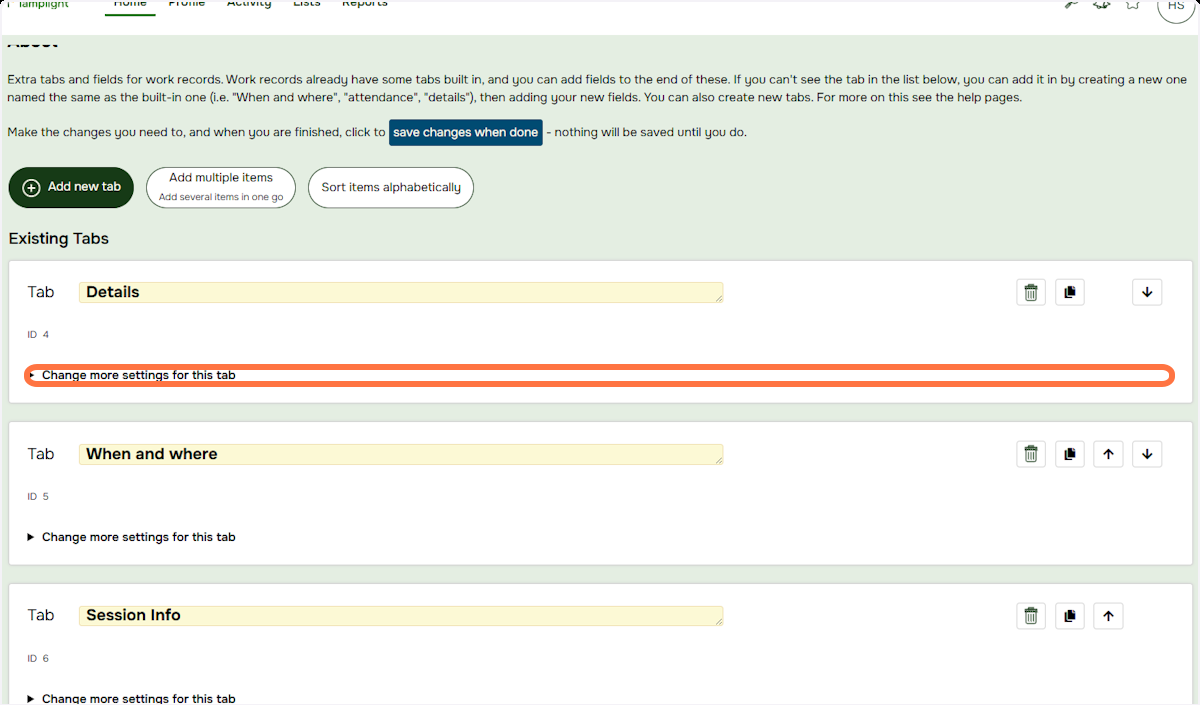 lamplight Home Profile Activity Lists Reports HS
About
Extra tabs and fields for work records. Work records already have some tabs built in, and you can add fields to the end of these. If you can't see the tab in the list below, you can add it in by creating a new one
named the same as the built-in one (i.e. "When and where", "attendance", "details"), then adding your new fields. You can also create new tabs. For more on this see the help pages.
Make the changes you need to, and when you are finished, click to save changes when done - nothing will be saved until you do.
Add new tab
Add multiple items
Add several items in one go
Sort items alphabetically
Existing Tabs
Tab Details
ID 4
Change more settings for this tab
Tab When and where
ID 5
Change more settings for this tab
Tab Session Info
ID 6
Change more settings for this tab